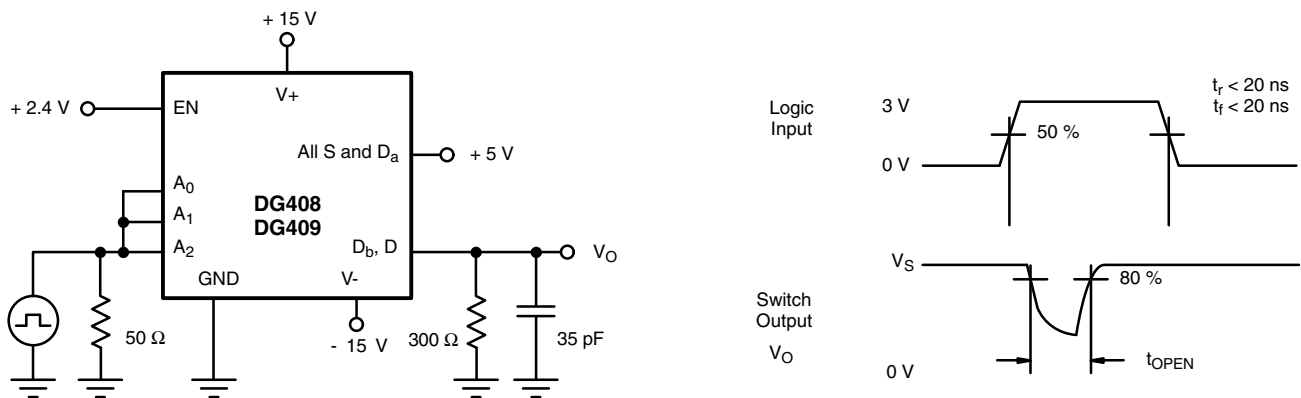 + 15 V
+ 2.4 V
EN
V+
All S and Da
+ 5 V
A0
A1
A2
DG408
DG409
Db, D
VO
GND
V-
50 Ω
- 15 V
300 Ω
35 pF
Logic
Input
3 V
0 V
50 %
tr < 20 ns
tf < 20 ns
VS
80 %
Switch
Output
VO
0 V
tOPEN